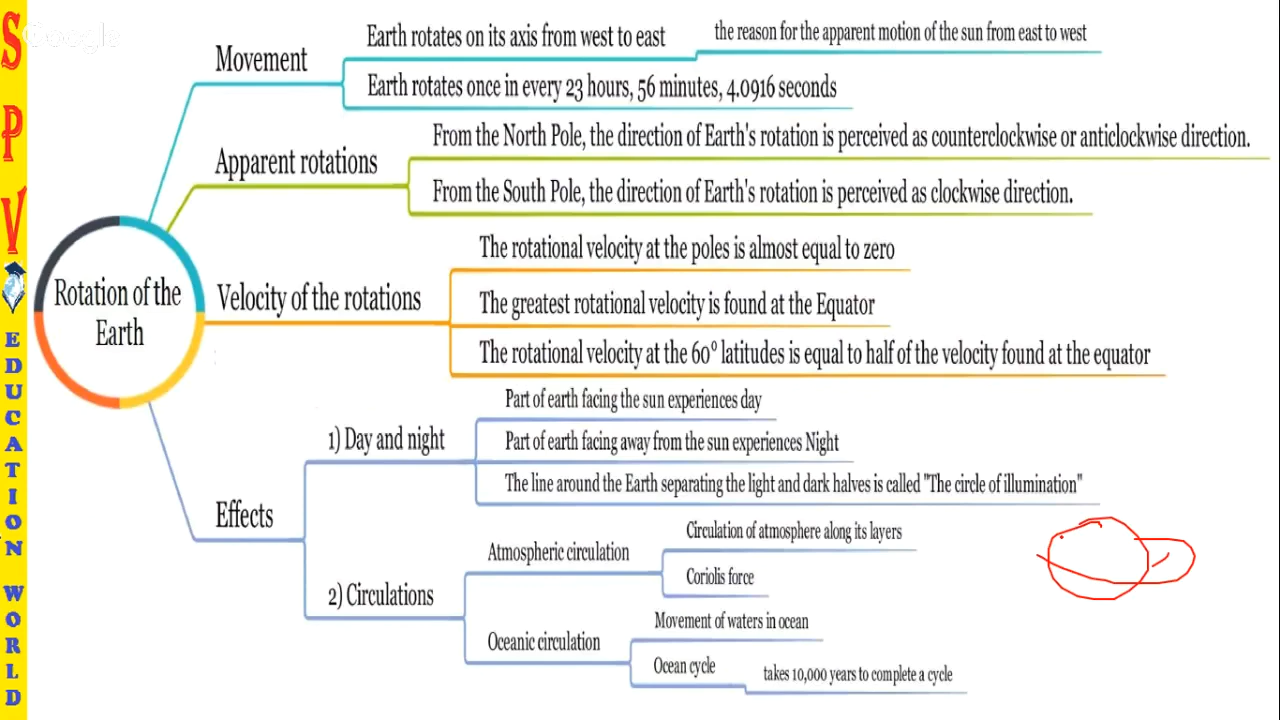 S
P
V
EDUCATION
WORLD
Google
Rotation of the
Earth
Movement
Earth rotates on its axis from west to east
the reason for the apparent motion of the sun from east to west
Earth rotates once in every 23 hours, 56 minutes, 4.0916 seconds
Apparent rotations
From the North Pole, the direction of Earth's rotation is perceived as counterclockwise or anticlockwise direction.
From the South Pole, the direction of Earth's rotation is perceived as clockwise direction.
Velocity of the rotations
The rotational velocity at the poles is almost equal to zero
The greatest rotational velocity is found at the Equator
The rotational velocity at the 60° latitudes is equal to half of the velocity found at the equator
Effects
1) Day and night
Part of earth facing the sun experiences day
Part of earth facing away from the sun experiences Night
The line around the Earth separating the light and dark halves is called "The circle of illumination"
2) Circulations
Atmospheric circulation
Circulation of atmosphere along its layers
Coriolis force
Oceanic circulation
Movement of waters in ocean
Ocean cycle
takes 10,000 years to complete a cycle